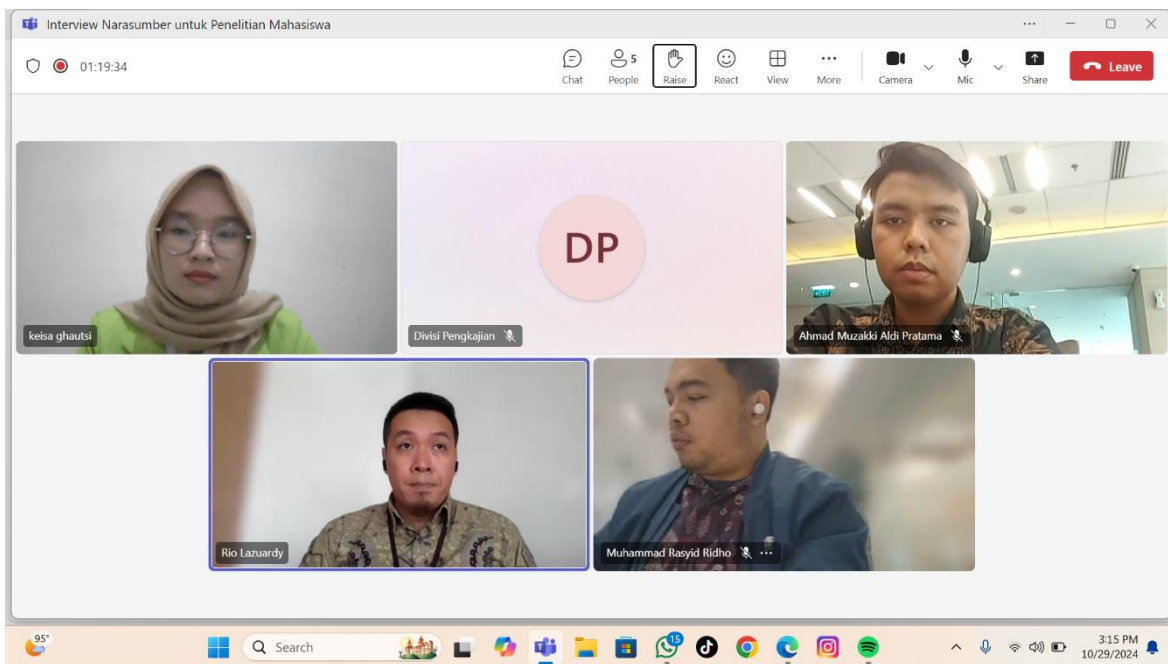 Interview Narasumber untuk Penelitian Mahasiswa
01:19:34
Chat
5
People
Raise
React
View
More
Camera
Mic
Share
Leave
keisa ghautsi
DP
Divisi Pengkajian
Ahmad Muzakki Aldi Pratama
Rio Lazuardy
Muhammad Rasyid Ridho
95°
Search
15
3:15 PM
10/29/2024